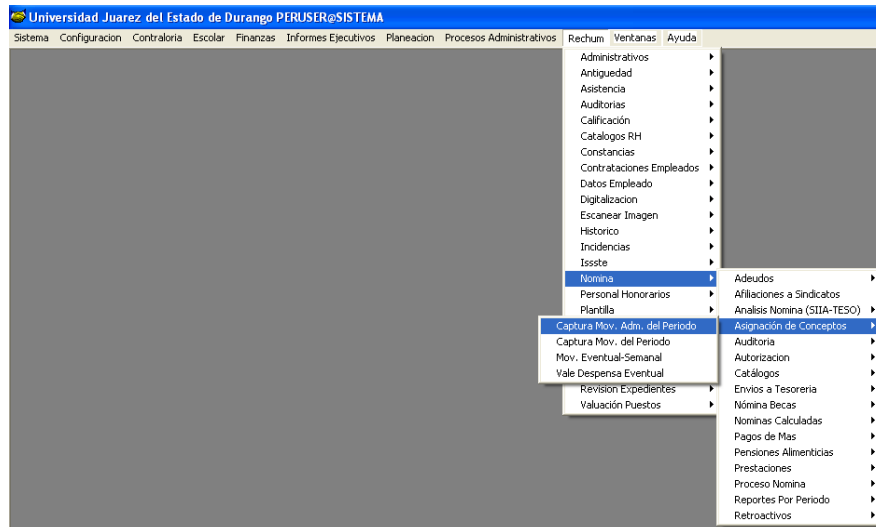 Universidad Juarez del Estado de Durango PERUSER@SISTEMA
Sistema Configuracion Contraloria Escolar Finanzas Informes Ejecutivos Planeacion Procesos Administrativos Rechum Ventanas Ayuda
Administrativos
Antiguedad
Asistencia
Auditorias
Calificación
Catalogos RH
Constancias
Contrataciones Empleados
Datos Empleado
Digitalizacion
Escanear Imagen
Historico
Incidencias
Issste
Nomina
Personal Honorarios
Plantilla
Revision Expedientes
Valuación Puestos
Adeudos
Afiliaciones a Sindicatos
Analisis Nomina (SIIA-TESO)
Asignación de Conceptos
Auditoria
Autorizacion
Catálogos
Envios a Tesoreria
Nómina Becas
Nominas Calculadas
Pagos de Mas
Pensiones Alimenticias
Prestaciones
Proceso Nomina
Reportes Por Periodo
Retroactivos
Captura Mov. Adm. del Periodo
Captura Mov. del Periodo
Mov. Eventual-Semanal
Vale Despensa Eventual